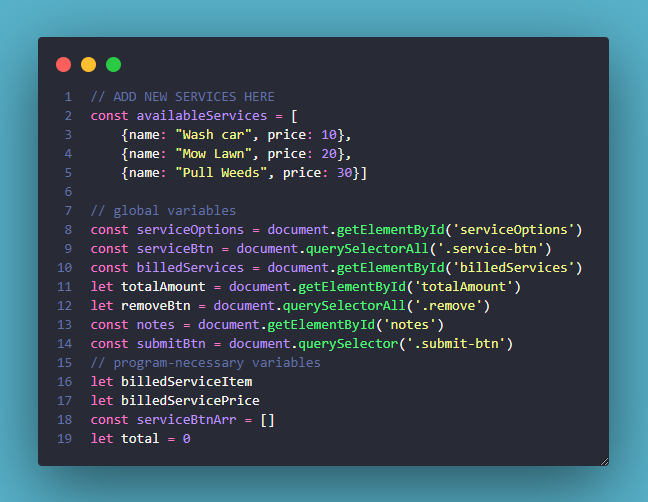 1 // ADD NEW SERVICES HERE
2 const availableServices = [
3     {name: "Wash car", price: 10},
4     {name: "Mow Lawn", price: 20},
5     {name: "Pull Weeds", price: 30}]
6
7 // global variables
8 const serviceOptions = document.getElementById('serviceOptions')
9 const serviceBtn = document.querySelectorAll('.service-btn')
10 const billedServices = document.getElementById('billedServices')
11 let totalAmount = document.getElementById('totalAmount')
12 let removeBtn = document.querySelectorAll('.remove')
13 const notes = document.getElementById('notes')
14 const submitBtn = document.querySelector('.submit-btn')
15 // program-necessary variables
16 let billedServiceItem
17 let billedServicePrice
18 const serviceBtnArr = []
19 let total = 0